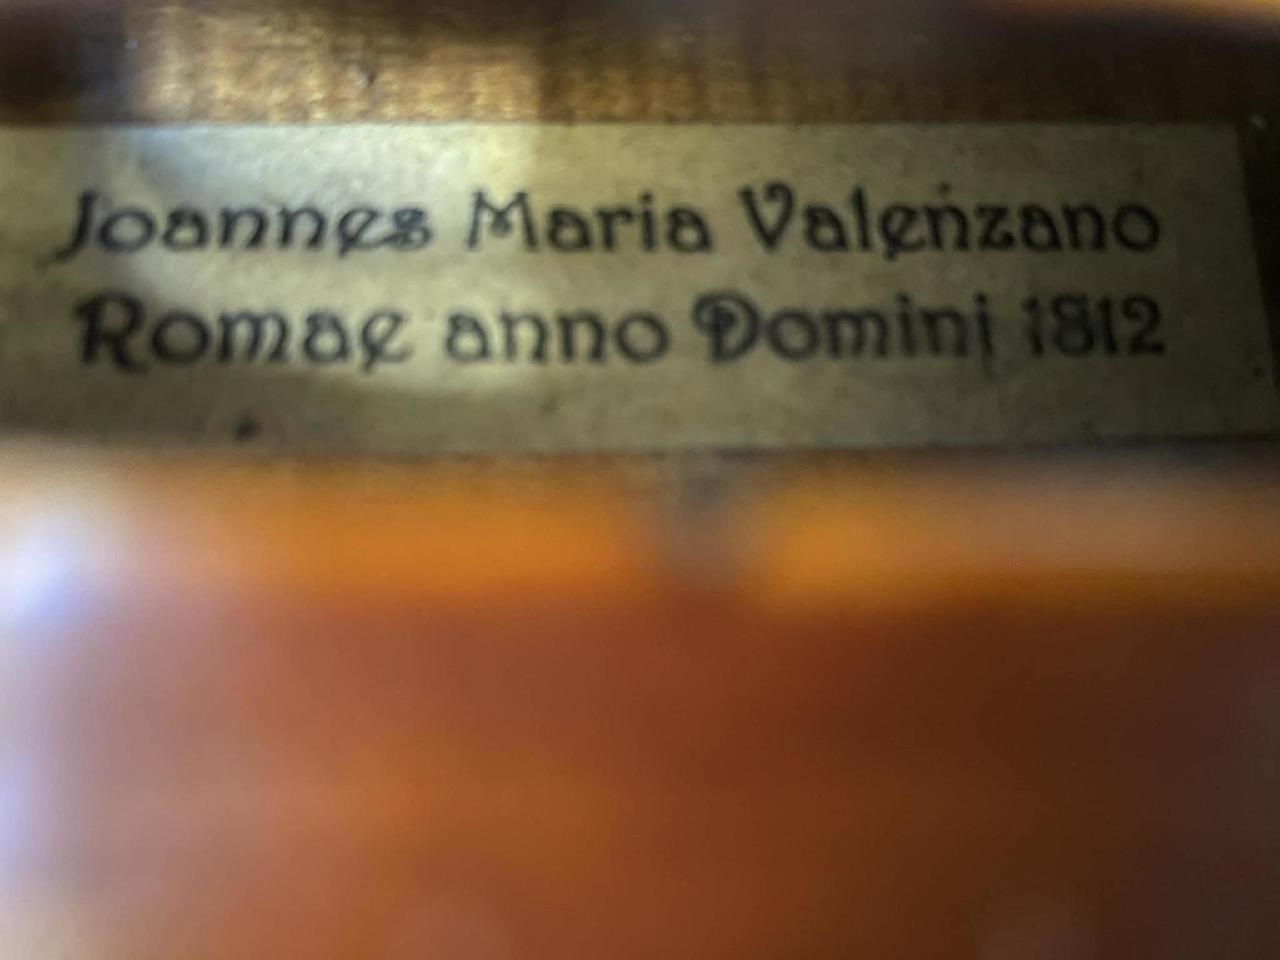 Joannes Maria Valenzano
Romae anno Domini 1812